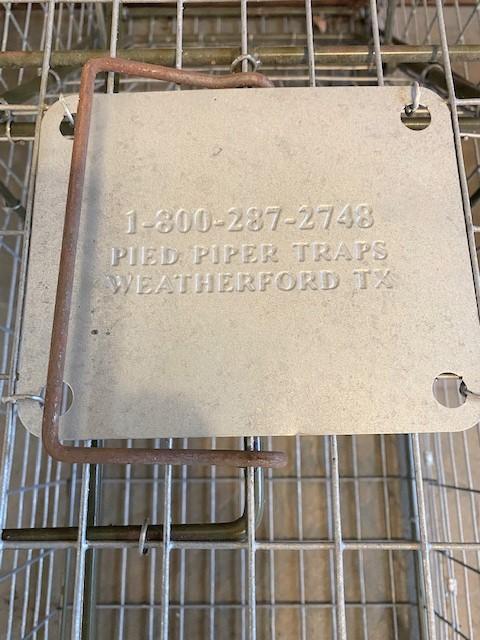 1-800-287-2748
PIED PIPER TRAPS
WEATHERFORD TX